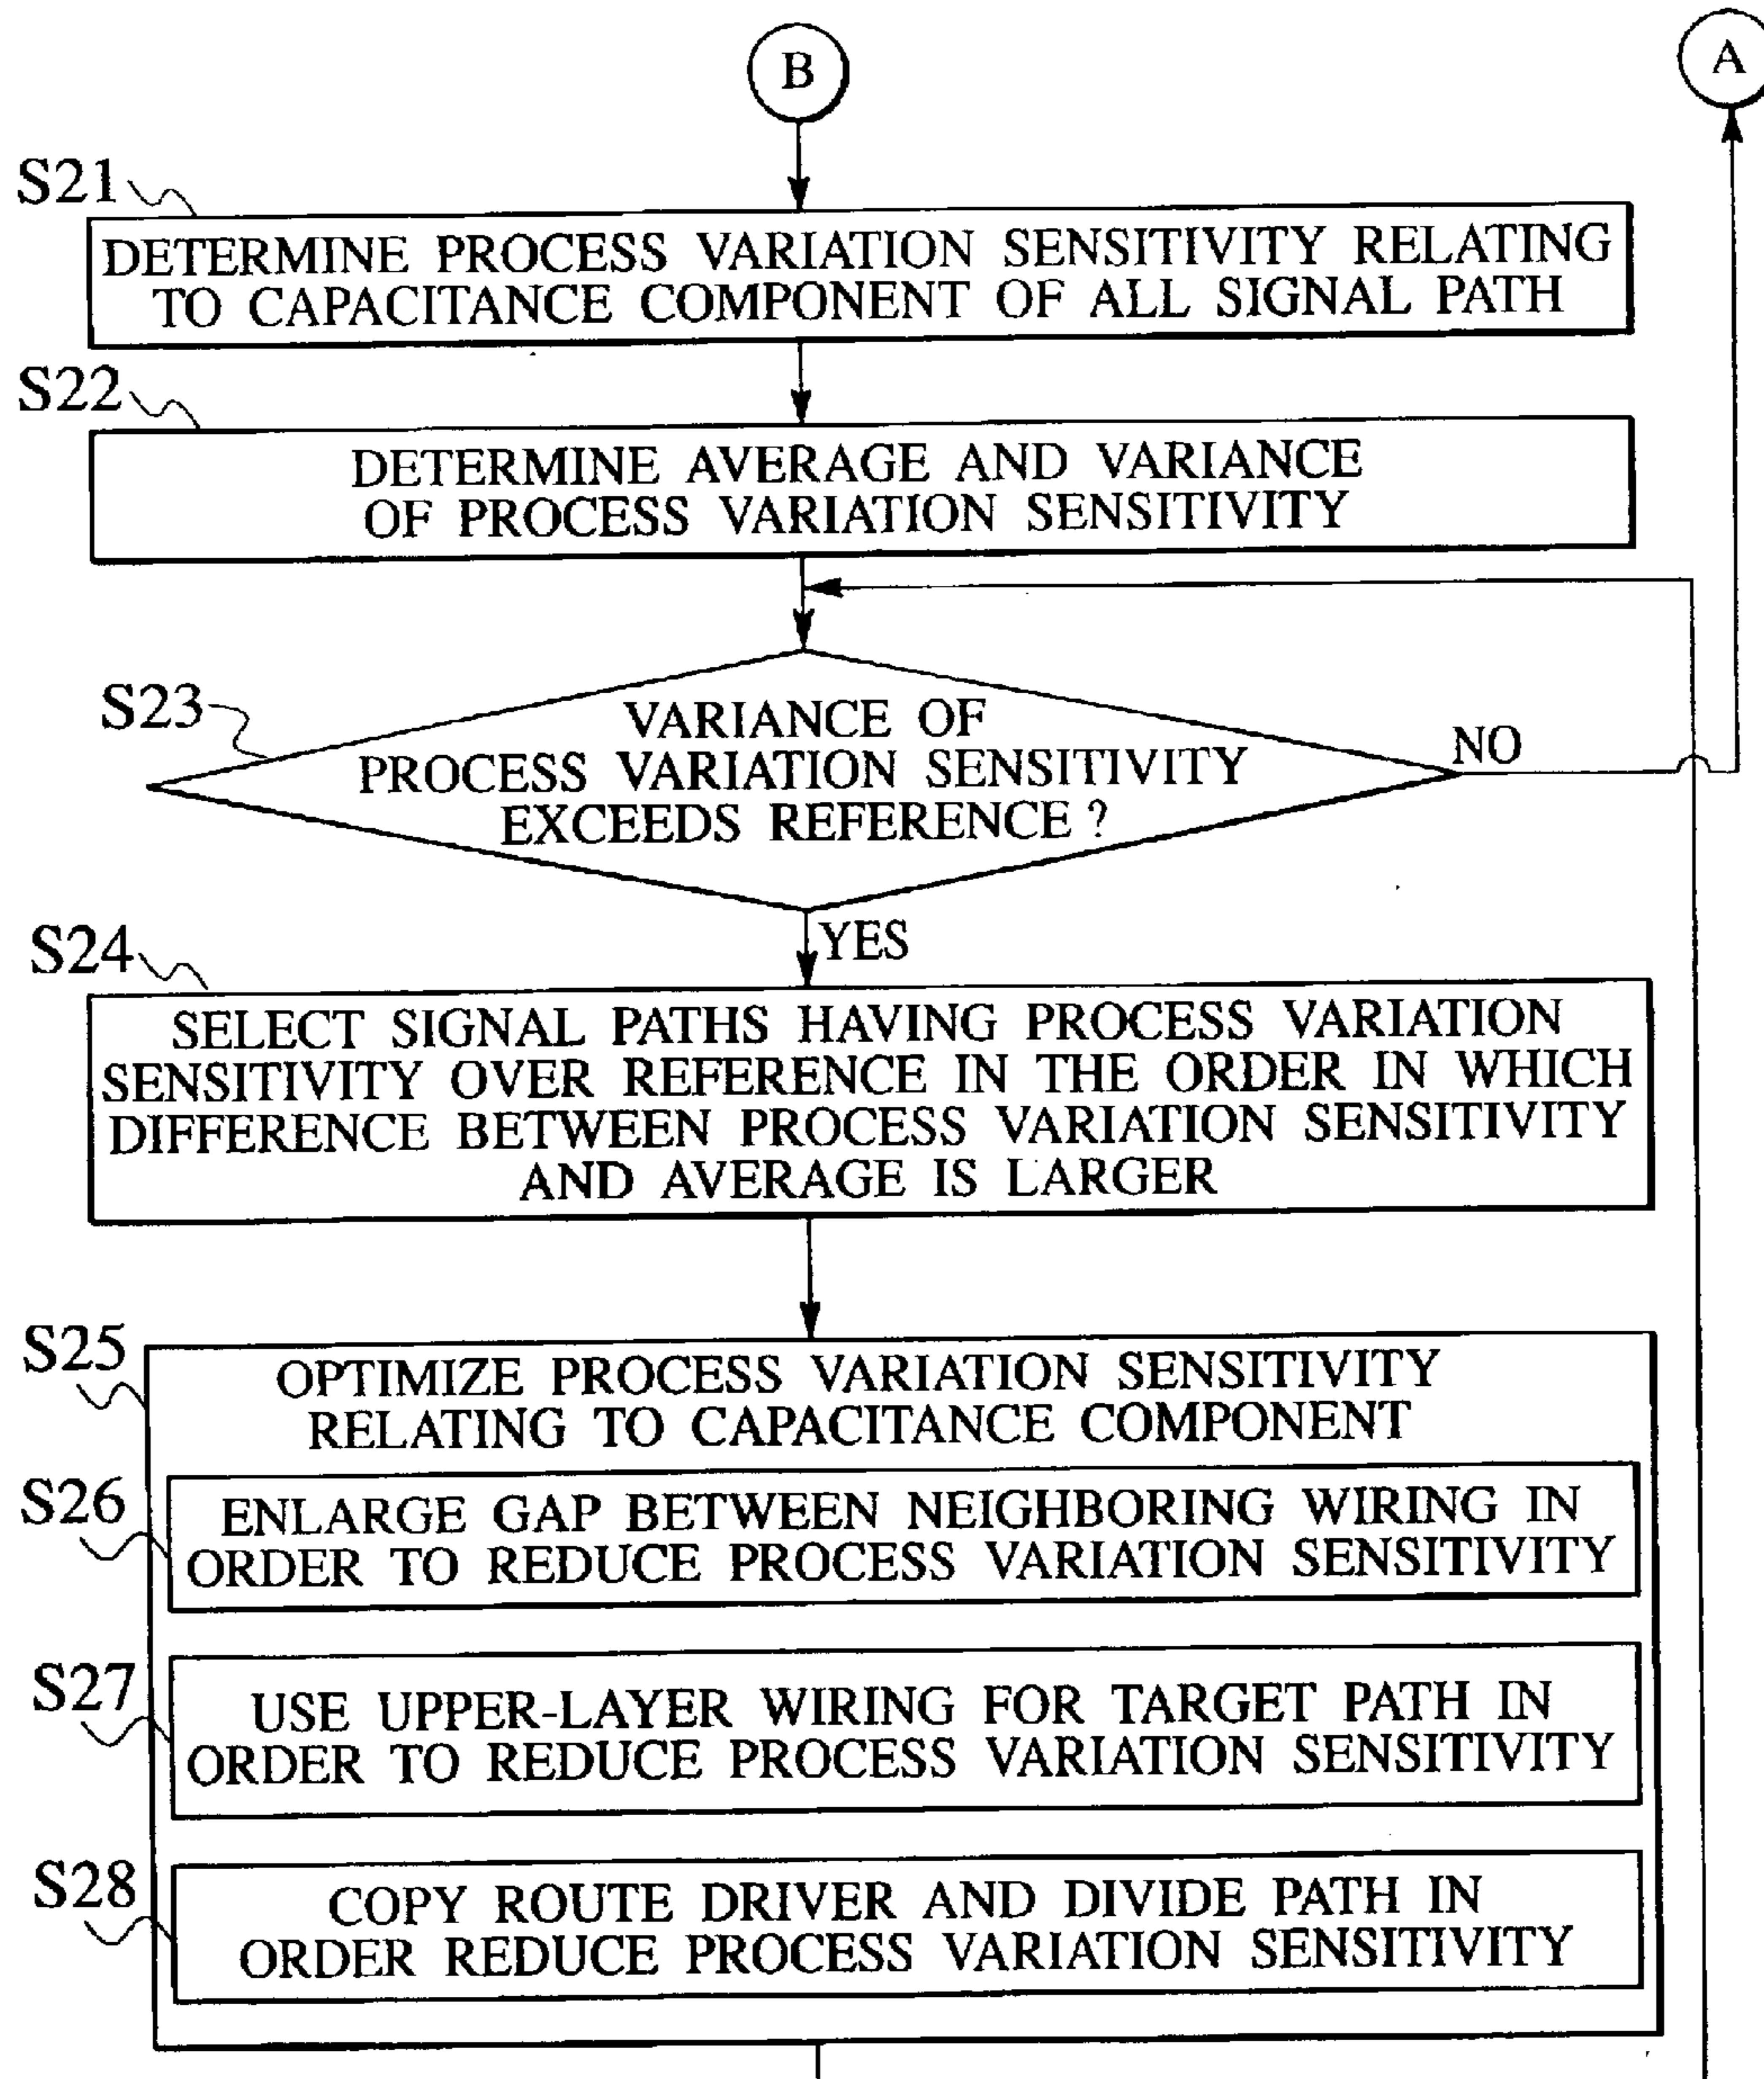 B
A
S21
DETERMINE PROCESS VARIATION SENSITIVITY RELATING
TO CAPACITANCE COMPONENT OF ALL SIGNAL PATH
S22
DETERMINE AVERAGE AND VARIANCE
OF PROCESS VARIATION SENSITIVITY
S23
VARIANCE OF
PROCESS VARIATION SENSITIVITY
EXCEEDS REFERENCE ?
NO
YES
S24
SELECT SIGNAL PATHS HAVING PROCESS VARIATION
SENSITIVITY OVER REFERENCE IN THE ORDER IN WHICH
DIFFERENCE BETWEEN PROCESS VARIATION SENSITIVITY
AND AVERAGE IS LARGER
S25
OPTIMIZE PROCESS VARIATION SENSITIVITY
RELATING TO CAPACITANCE COMPONENT
S26
ENLARGE GAP BETWEEN NEIGHBORING WIRING IN
ORDER TO REDUCE PROCESS VARIATION SENSITIVITY
S27
USE UPPER-LAYER WIRING FOR TARGET PATH IN
ORDER TO REDUCE PROCESS VARIATION SENSITIVITY
S28
COPY ROUTE DRIVER AND DIVIDE PATH IN
ORDER REDUCE PROCESS VARIATION SENSITIVITY